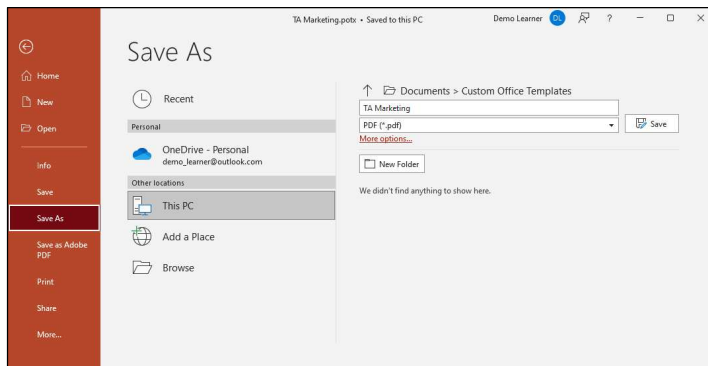 TA Marketing.potx • Saved to this PC
Demo Learner
DL
?
Save As
Home
New
Open
Info
Save
Save As
Save as Adobe
PDF
Print
Share
More...
Recent
Personal
OneDrive - Personal
demo_learner@outlook.com
Other locations
This PC
Add a Place
Browse
Documents > Custom Office Templates
TA Marketing
PDF (*.pdf)
Save
More options...
New Folder
We didn't find anything to show here.